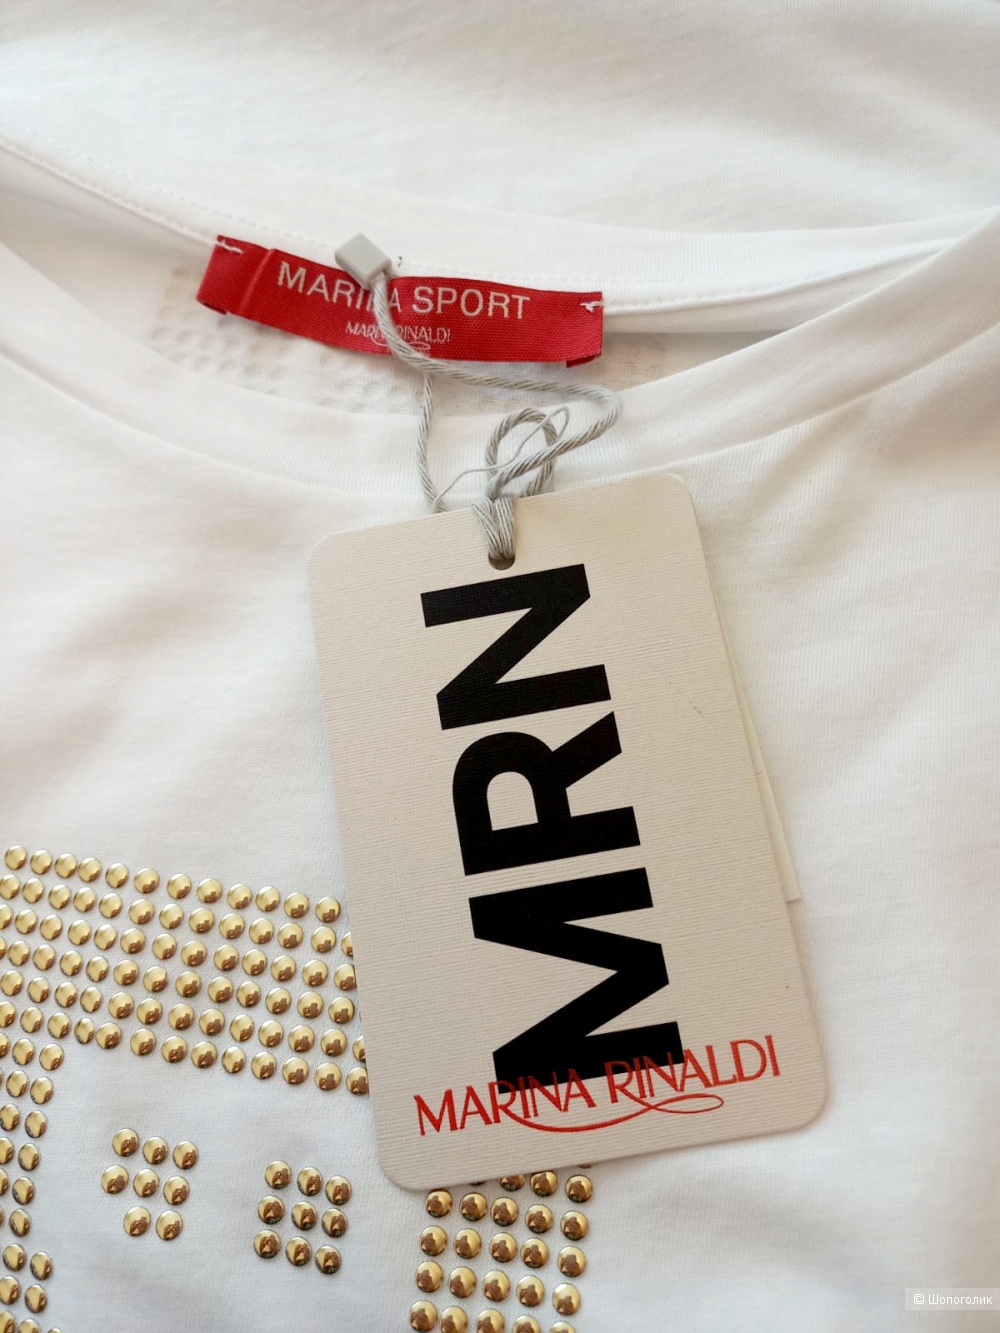 MARINA SPORT
MARINA RINALDI
MRN
MARINA RINALDI
© Шопоголик